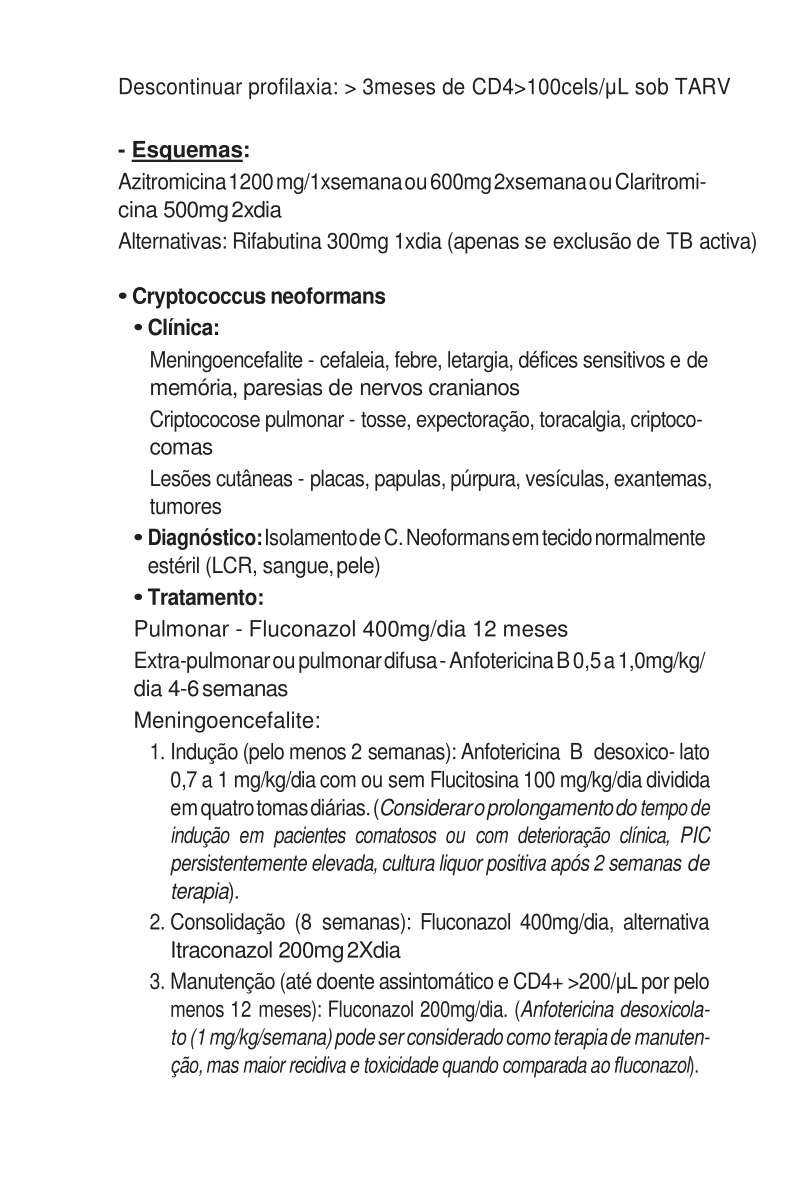 Descontinuar profilaxia: > 3meses de CD4>100cels/µL sob TARV
- Esquemas:
Azitromicina 1200 mg/1xsemana ou 600mg 2xsemana ou Claritromi-
cina 500mg 2xdia
Alternativas: Rifabutina 300mg 1xdia (apenas se exclusão de TB activa)
• Cryptococcus neoformans
• Clínica:
Meningoencefalite - cefaleia, febre, letargia, défices sensitivos e de
memória, paresias de nervos cranianos
Criptococose pulmonar - tosse, expectoração, toracalgia, criptoco-
comas
Lesões cutâneas - placas, papulas, púrpura, vesículas, exantemas,
tumores
• Diagnóstico: Isolamento de C. Neoformans em tecido normalmente
estéril (LCR, sangue, pele)
• Tratamento:
Pulmonar - Fluconazol 400mg/dia 12 meses
Extra-pulmonar ou pulmonar difusa - Anfotericina B 0,5 a 1,0mg/kg/
dia 4-6 semanas
Meningoencefalite:
1. Indução (pelo menos 2 semanas): Anfotericina B desoxico- lato
0,7 a 1 mg/kg/dia com ou sem Flucitosina 100 mg/kg/dia dividida
em quatro tomas diárias. (Considerar o prolongamento do tempo de
indução em pacientes comatosos ou com deterioração clínica, PIC
persistentemente elevada, cultura liquor positiva após 2 semanas de
terapia).
2. Consolidação (8 semanas): Fluconazol 400mg/dia, alternativa
Itraconazol 200mg 2Xdia
3. Manutenção (até doente assintomático e CD4+ >200/µL por pelo
menos 12 meses): Fluconazol 200mg/dia. (Anfotericina desoxicola-
to (1 mg/kg/semana) pode ser considerado como terapia de manuten-
ção, mas maior recidiva e toxicidade quando comparada ao fluconazol).